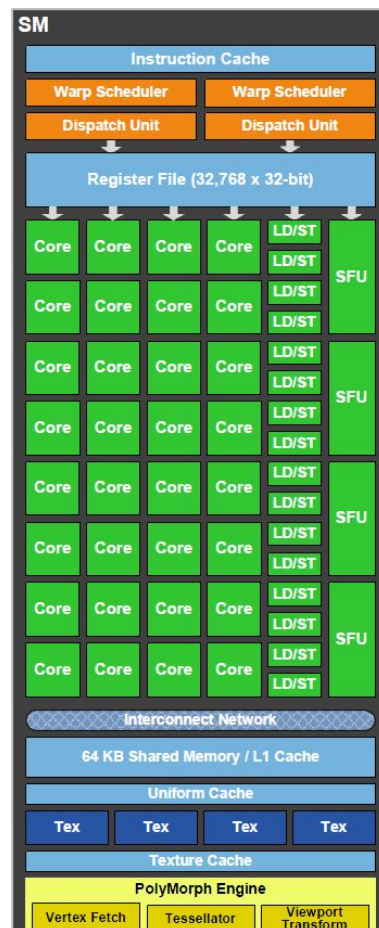 SM
Instruction Cache
Warp Scheduler Warp Scheduler
Dispatch Unit Dispatch Unit
Register File (32,768 x 32-bit)
LD/ST
Core Core Core Core
LD/ST
SFU
LD/ST
Core Core Core Core
LD/ST
LD/ST
Core Core Core Core
LD/ST
SFU
LD/ST
Core Core Core Core
LD/ST
LD/ST
Core Core Core Core
LD/ST
SFU
LD/ST
Core Core Core Core
LD/ST
LD/ST
Core Core Core Core
LD/ST
SFU
LD/ST
Core Core Core Core
LD/ST
Interconnect Network
64 KB Shared Memory / L1 Cache
Uniform Cache
Tex Tex Tex Tex
Texture Cache
PolyMorph Engine
Vertex Fetch Tessellator Viewport
Transform